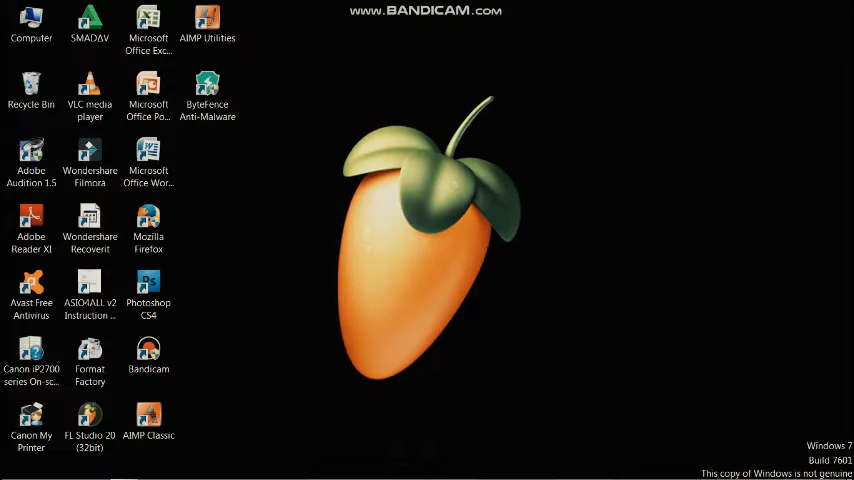 www.BANDICAM.com
Computer
SMADΔV
Microsoft
Office Exc...
AIMP Utilities
Recycle Bin
VLC media
player
Microsoft
Office Po...
ByteFence
Anti-Malware
Adobe
Audition 1.5
Wondershare
Filmora
Microsoft
Office Wor...
Adobe
Reader XI
Wondershare
Recoverit
Mozilla
Firefox
Avast Free
Antivirus
ASIO4ALL v2
Instruction ...
Photoshop
CS4
Canon iP2700
series On-sc...
Format
Factory
Bandicam
Canon My
Printer
FL Studio 20
(32bit)
AIMP Classic
Windows 7
Build 7601
This copy of Windows is not genuine